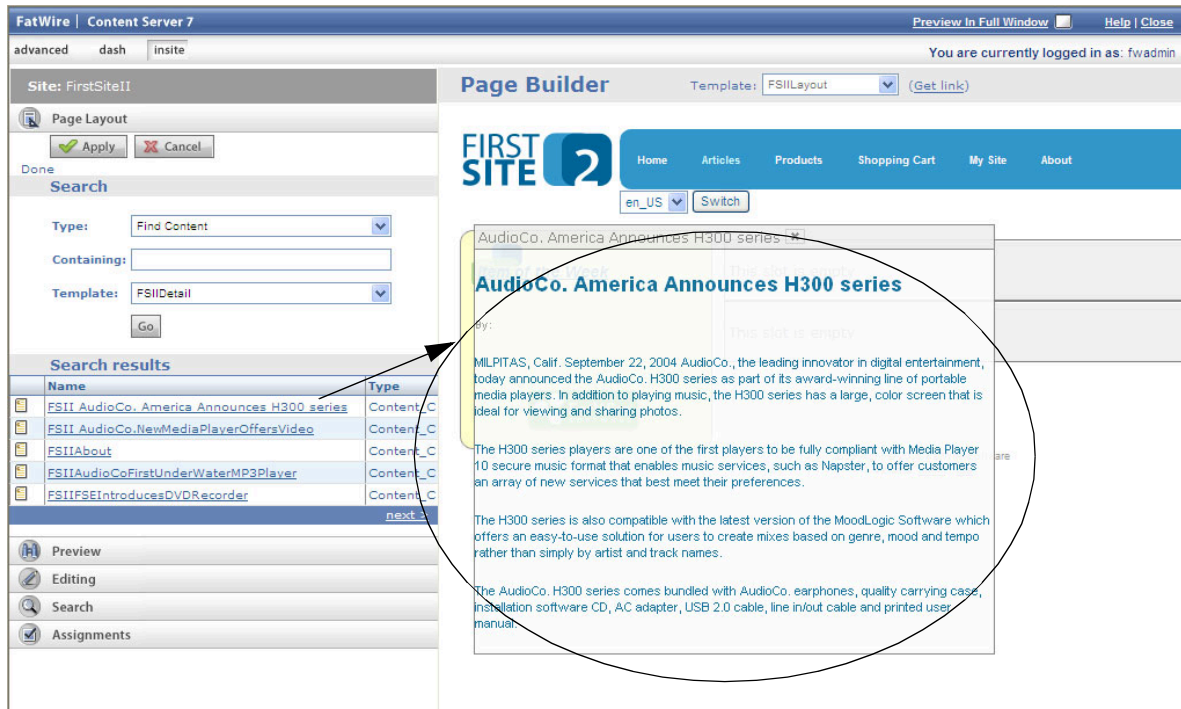 FatWire | Content Server 7
Preview In Full Window Help | Close
advanced dash insite
You are currently logged in as: fwadmin
Site: FirstSiteII
Page Builder
Template: FSIILayout (Get link)
Page Layout
Apply Cancel
Done
Search
Type: Find Content
Containing:
Template: FSIIDetail
Go
Search results
Name Type
FSII AudioCo. America Announces H300 series Content_C
FSII AudioCo.NewMediaPlayerOffersVideo Content_C
FSIIAbout Content_C
FSIIAudioCoFirstUnderWaterMP3Player Content_C
FSIIFSEIntroducesDVDRecorder Content_C
next >
Preview
Editing
Search
Assignments
FIRST
SITE 2
Home Articles Products Shopping Cart My Site About
en_US Switch
AudioCo. America Announces H300 series
Item of the Week
This slot is empty
AudioCo. America Announces H300 series
By:
This slot is empty
MILPITAS, Calif. September 22, 2004 AudioCo., the leading innovator in digital entertainment,
today announced the AudioCo. H300 series as part of its award-winning line of portable
media players. In addition to playing music, the H300 series has a large, color screen that is
ideal for viewing and sharing photos.
The H300 series players are one of the first players to be fully compliant with Media Player
10 secure music format that enables music services, such as Napster, to offer customers
an array of new services that best meet their preferences.
The H300 series is also compatible with the latest version of the MoodLogic Software which
offers an easy-to-use solution for users to create mixes based on genre, mood and tempo
rather than simply by artist and track names.
The AudioCo. H300 series comes bundled with AudioCo. earphones, quality carrying case,
installation software CD, AC adapter, USB 2.0 cable, line in/out cable and printed user
manual.